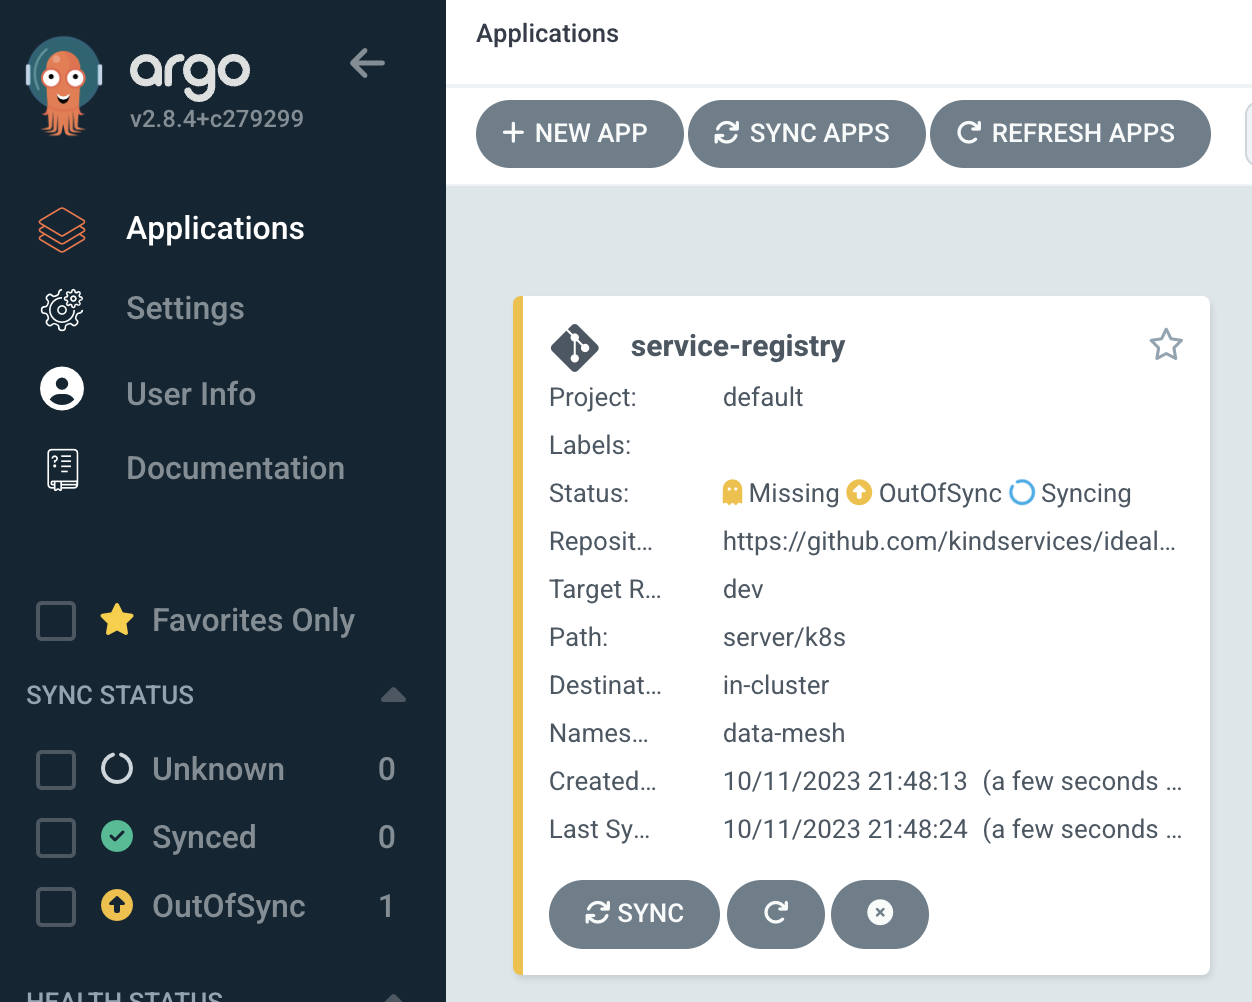 argo
v2.8.4+c279299
Applications
Settings
User Info
Documentation
Favorites Only
SYNC STATUS
Unknown 0
Synced 0
OutOfSync 1
HEALTH STATUS
Applications
+ NEW APP SYNC APPS REFRESH APPS
service-registry
Project: default
Labels:
Status: Missing OutOfSync Syncing
Reposit... https://github.com/kindservices/ideal...
Target R... dev
Path: server/k8s
Destinat... in-cluster
Names... data-mesh
Created... 10/11/2023 21:48:13 (a few seconds ...
Last Sy... 10/11/2023 21:48:24 (a few seconds ...
SYNC